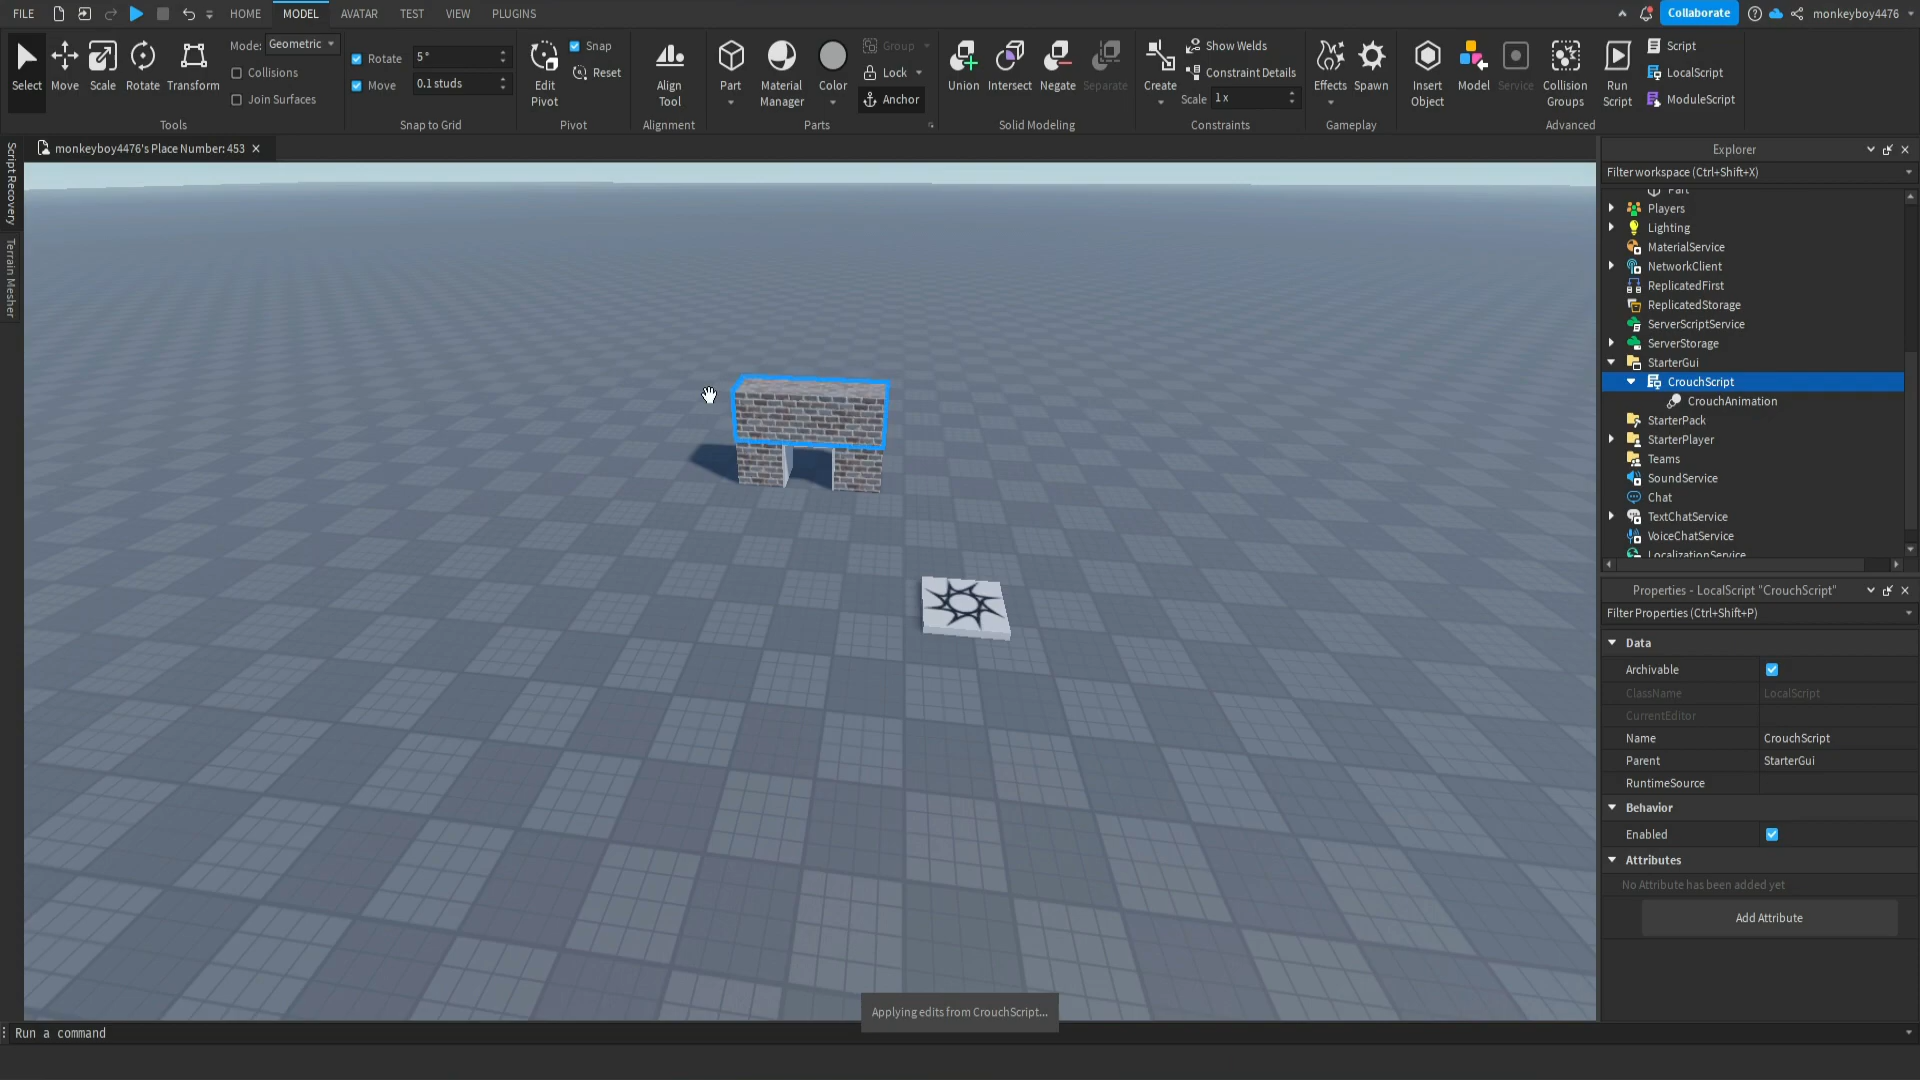 FILE HOME MODEL AVATAR TEST VIEW PLUGINS Collaborate monkeyboy4476
Select Move Scale Rotate Transform
Mode: Geometric
Collisions
Join Surfaces
Tools
Rotate 5°
Move 0.1 studs
Snap to Grid
Edit Pivot
Snap
Reset
Pivot
Align Tool
Alignment
Part Material Manager Color
Group
Lock
Anchor
Parts
Union Intersect Negate Separate
Solid Modeling
Create
Show Welds
Constraint Details
Scale 1 x
Constraints
Effects Spawn
Gameplay
Insert Object Model Service Collision Groups Run Script
Script
LocalScript
ModuleScript
Advanced
Script Recovery
Terrain Mesher
monkeyboy4476's Place Number: 453
Applying edits from CrouchScript...
Run a command
Explorer
Filter workspace (Ctrl+Shift+X)
Part
Players
Lighting
MaterialService
NetworkClient
ReplicatedFirst
ReplicatedStorage
ServerScriptService
ServerStorage
StarterGui
CrouchScript
CrouchAnimation
StarterPack
StarterPlayer
Teams
SoundService
Chat
TextChatService
VoiceChatService
LocalizationService
Properties - LocalScript "CrouchScript"
Filter Properties (Ctrl+Shift+P)
Data
Archivable
ClassName LocalScript
CurrentEditor
Name CrouchScript
Parent StarterGui
RuntimeSource
Behavior
Enabled
Attributes
No Attribute has been added yet
Add Attribute